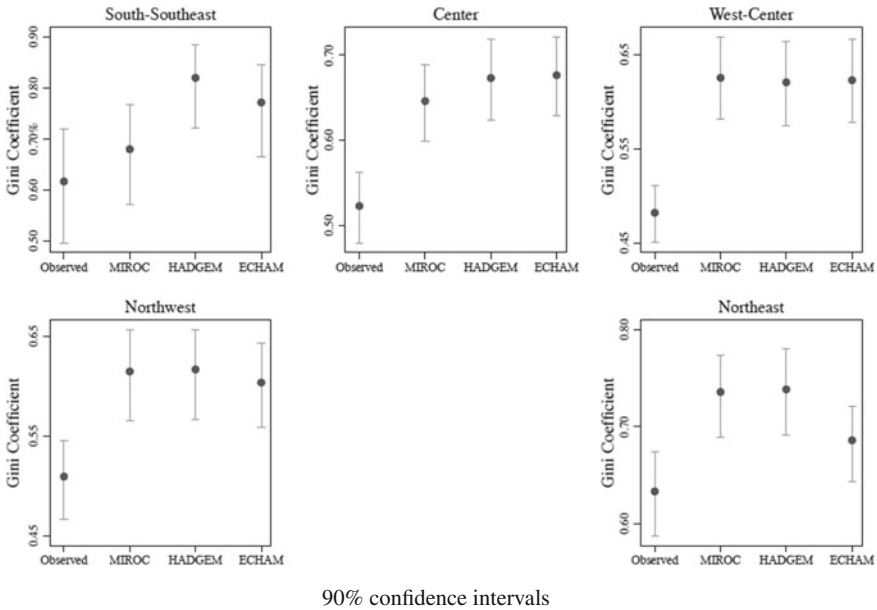 South-Southeast
Gini Coefficient
0.90
0.80
0.70%
0.60
0.50
Observed MIROC HADGEM ECHAM
Center
Gini Coefficient
0.70
0.60
0.50
Observed MIROC HADGEM ECHAM
West-Center
Gini Coefficient
0.65
0.55
0.45
Observed MIROC HADGEM ECHAM
Northwest
Gini Coefficient
0.65
0.55
0.45
Observed MIROC HADGEM ECHAM
Northeast
Gini Coefficient
0.80
0.70
0.60
Observed MIROC HADGEM ECHAM
90% confidence intervals